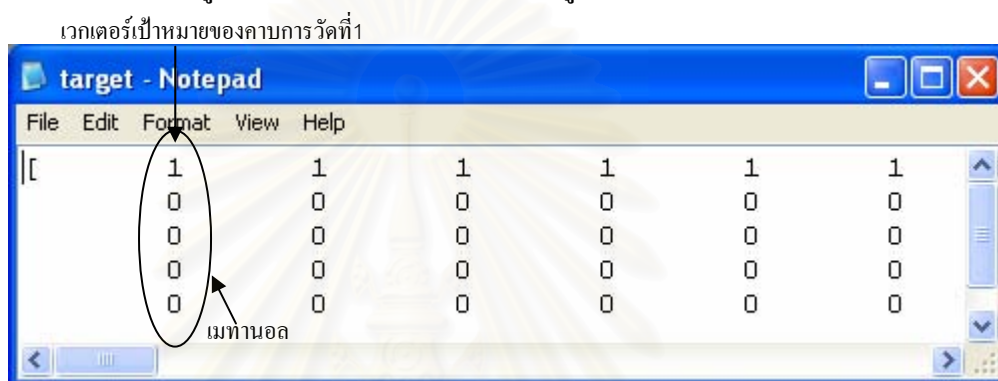 เวกเตอร์เป้าหมายของคาบการวัดที่1
target - Notepad
File Edit Format View Help
[ 1 1 1 1 1 1
0 0 0 0 0 0
0 0 0 0 0 0
0 0 0 0 0 0
0 0 0 0 0 0
เมทานอล